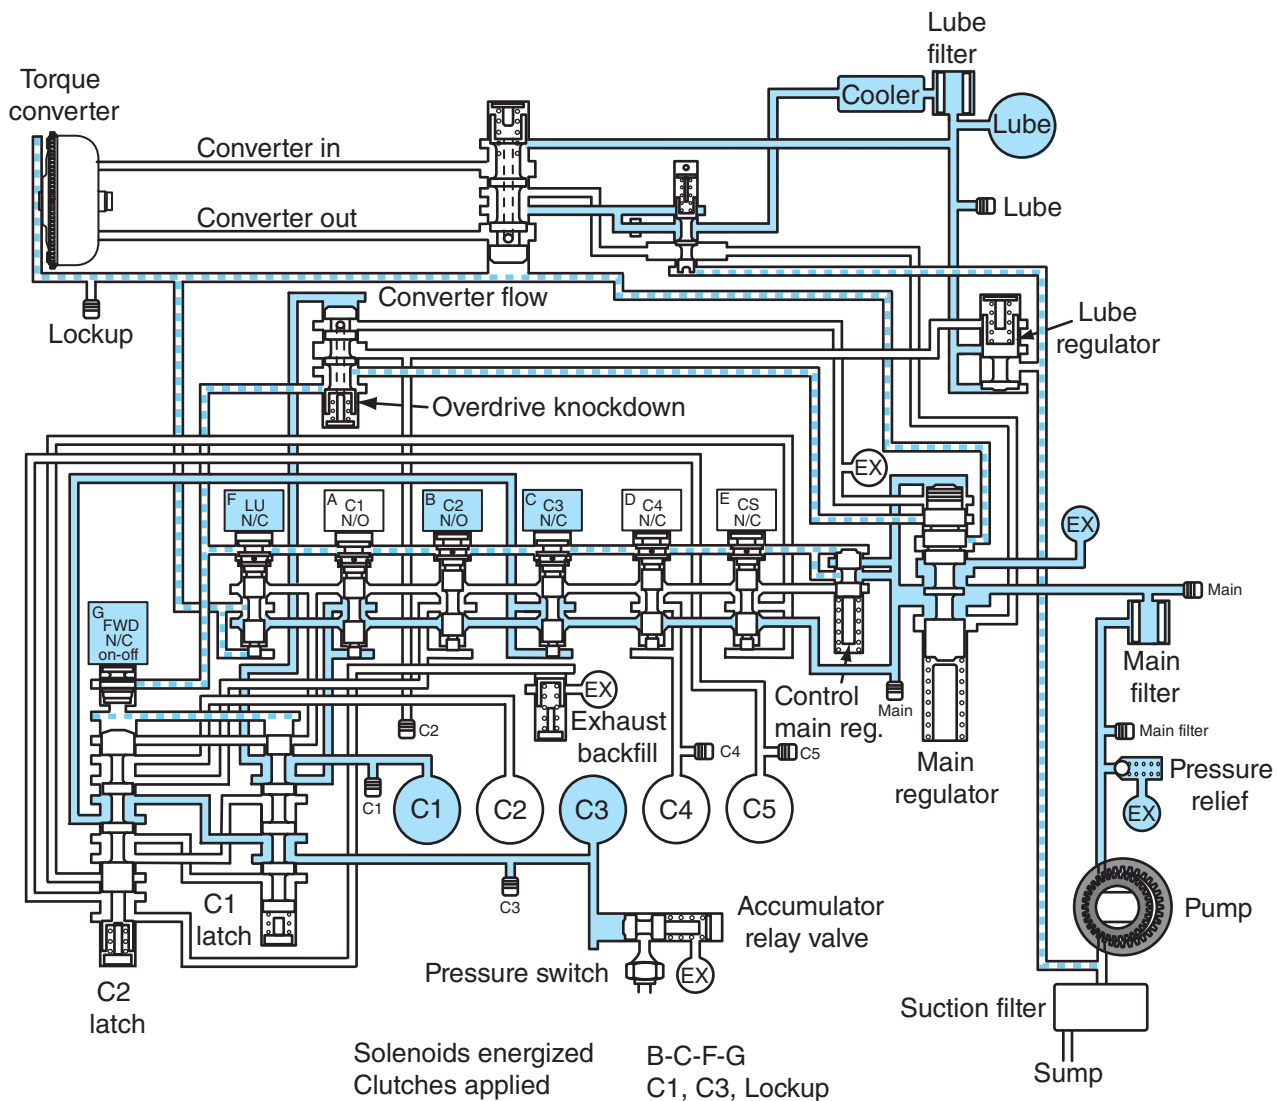 Lube
filter
Torque
converter
Cooler
Lube
Converter in
Lube
Converter out
Converter flow
Lockup
Lube
regulator
Overdrive knockdown
EX
F
LU
N/C
A
C1
N/O
B
C2
N/O
C
C3
N/C
D
C4
N/C
E
CS
N/C
EX
Main
G
FWD
N/C
on-off
Main
filter
Control
main reg.
Main
EX
Exhaust
backfill
C2
C4
C5
Main filter
Main
regulator
Pressure
relief
EX
C1
C1
C2
C3
C4
C5
C3
C1
latch
Pump
Accumulator
relay valve
Pressure switch
EX
C2
latch
Suction filter
Sump
Solenoids energized B-C-F-G
Clutches applied C1, C3, Lockup